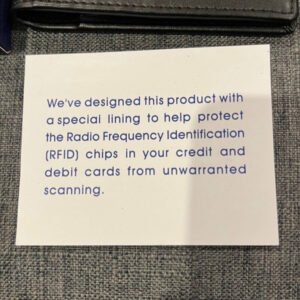 We've designed this product with
a special lining to help protect
the Radio Frequency Identification
(RFID) chips in your credit and
debit cards from unwarranted
scanning.